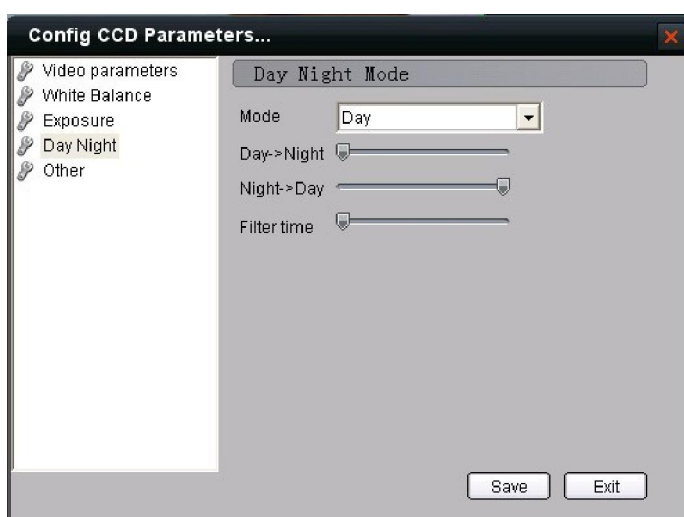 Config CCD Parameters...
Video parameters
White Balance
Exposure
Day Night
Other
Day Night Mode
Mode Day
Day->Night
Night->Day
Filter time
Save Exit